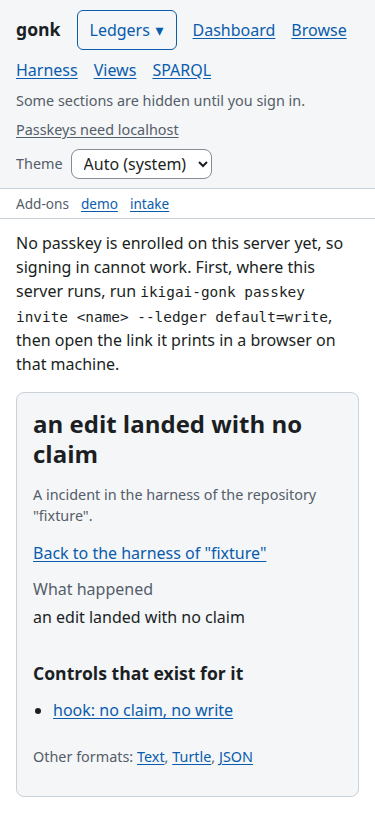 gonk Ledgers ▾ Dashboard Browse
Harness Views SPARQL
Some sections are hidden until you sign in.
Passkeys need localhost
Theme Auto (system)
Add-ons demo intake
No passkey is enrolled on this server yet, so
signing in cannot work. First, where this
server runs, run ikigai-gonk passkey
invite <name> --ledger default=write,
then open the link it prints in a browser on
that machine.
an edit landed with no
claim
A incident in the harness of the repository
"fixture".
Back to the harness of "fixture"
What happened
an edit landed with no claim
Controls that exist for it
• hook: no claim, no write
Other formats: Text, Turtle, JSON